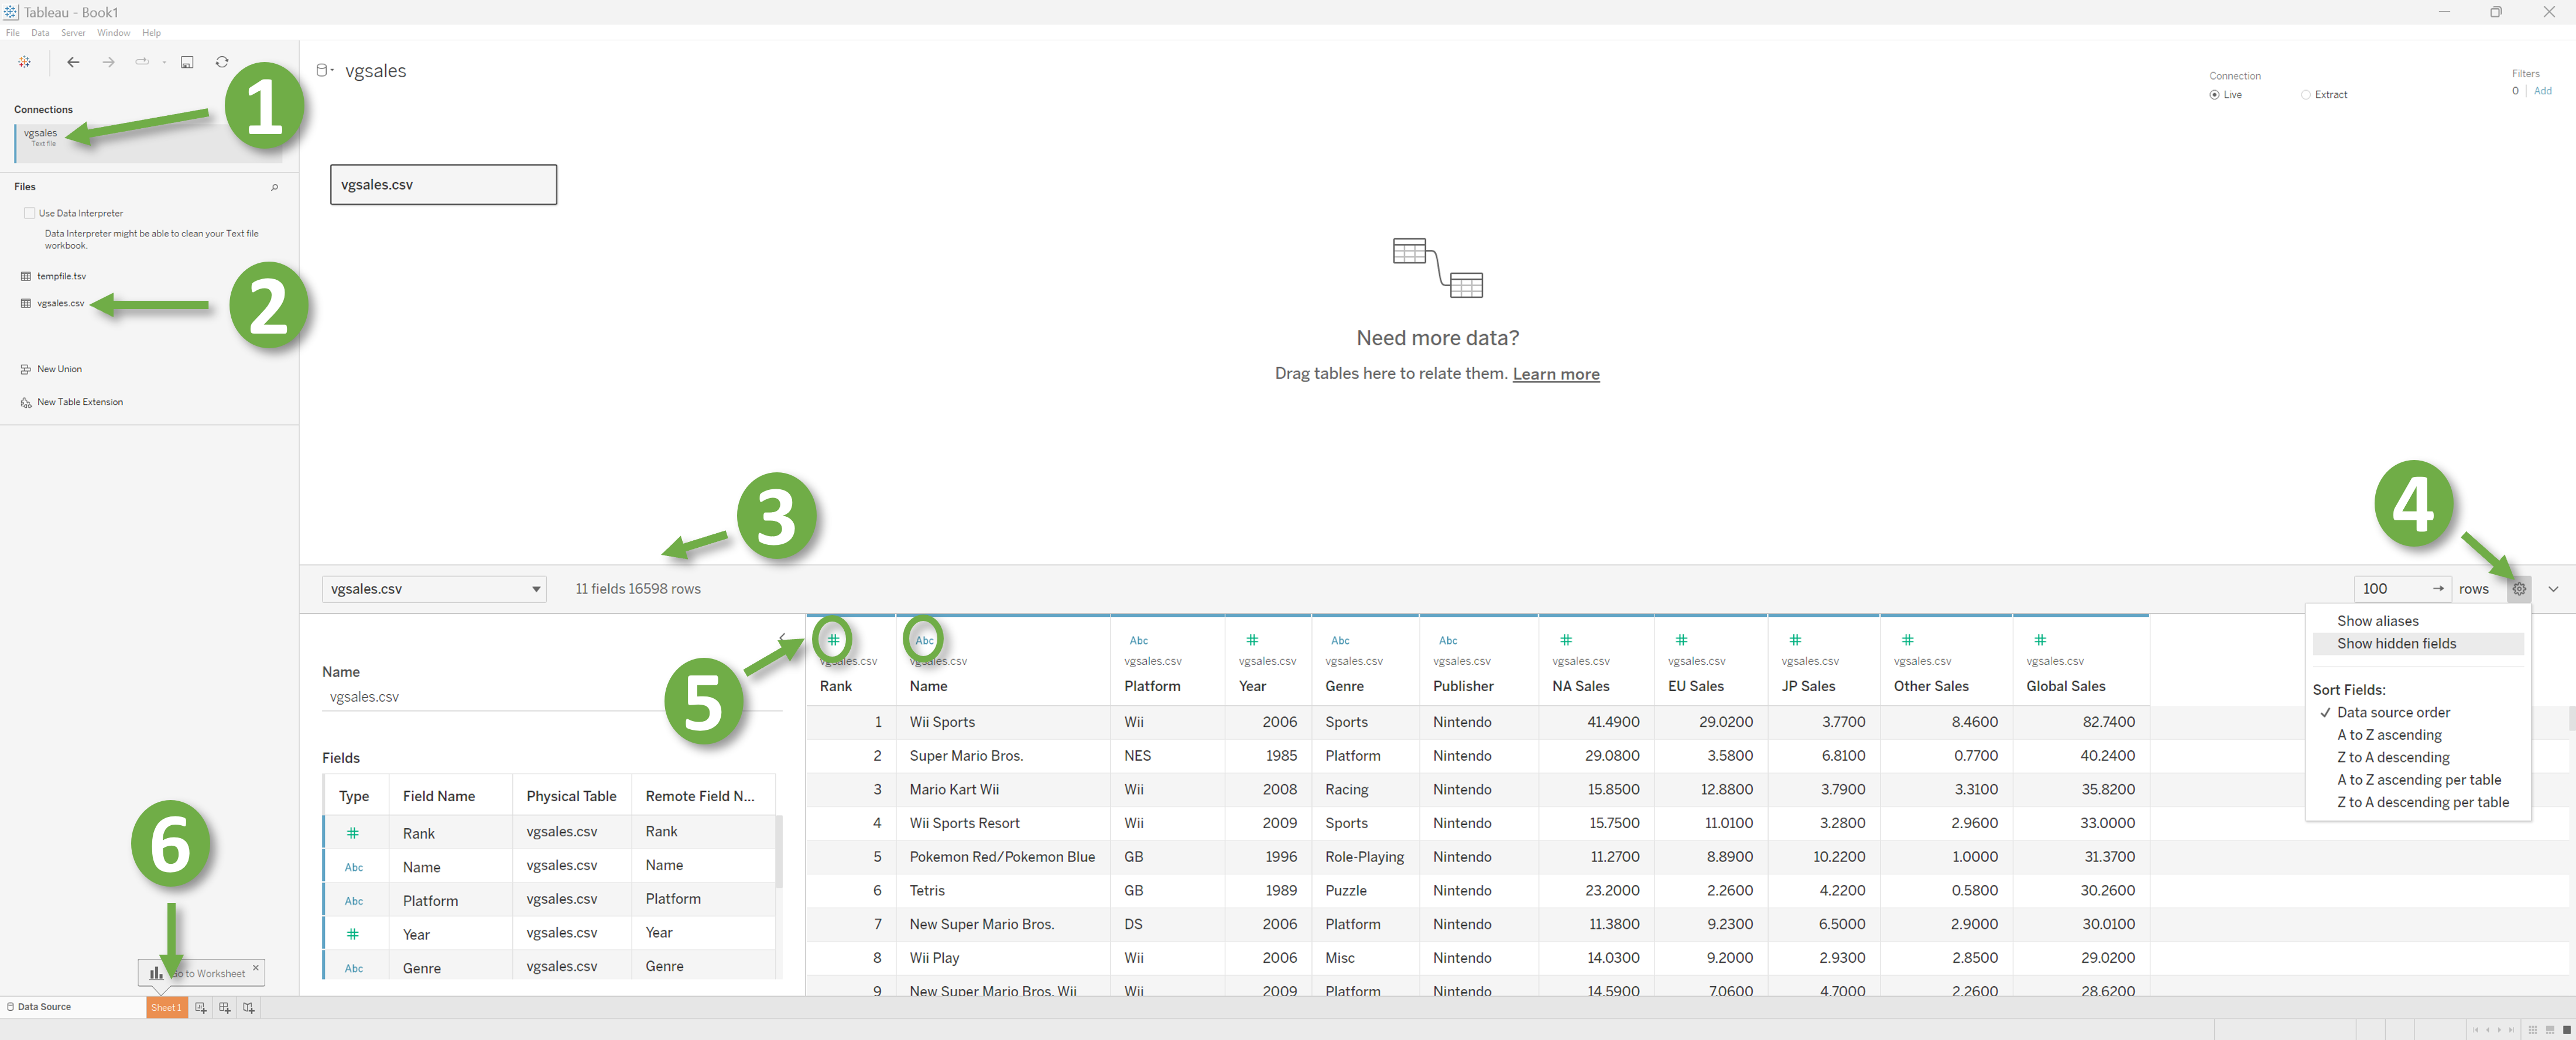 Tableau - Book1
File Data Server Window Help
Connections
vgsales
Text file
1
Files
Use Data Interpreter
Data Interpreter might be able to clean your Text file
workbook.
tempfile.tsv
vgsales.csv
2
New Union
New Table Extension
vgsales
Connection
Live Extract
Filters
0 Add
vgsales.csv
Need more data?
Drag tables here to relate them. Learn more
3
4
vgsales.csv 11 fields 16598 rows 100 → rows
Show aliases
Show hidden fields
Sort Fields:
✓ Data source order
A to Z ascending
Z to A descending
A to Z ascending per table
Z to A descending per table
5
Name
vgsales.csv
Fields
Type Field Name Physical Table Remote Field N...
# Rank vgsales.csv Rank
Abc Name vgsales.csv Name
Abc Platform vgsales.csv Platform
# Year vgsales.csv Year
Abc Genre vgsales.csv Genre
# Abc Abc # Abc Abc # # # # #
vgsales.csv vgsales.csv vgsales.csv vgsales.csv vgsales.csv vgsales.csv vgsales.csv vgsales.csv vgsales.csv vgsales.csv vgsales.csv
Rank Name Platform Year Genre Publisher NA Sales EU Sales JP Sales Other Sales Global Sales
1 Wii Sports Wii 2006 Sports Nintendo 41.4900 29.0200 3.7700 8.4600 82.7400
2 Super Mario Bros. NES 1985 Platform Nintendo 29.0800 3.5800 6.8100 0.7700 40.2400
3 Mario Kart Wii Wii 2008 Racing Nintendo 15.8500 12.8800 3.7900 3.3100 35.8200
4 Wii Sports Resort Wii 2009 Sports Nintendo 15.7500 11.0100 3.2800 2.9600 33.0000
5 Pokemon Red/Pokemon Blue GB 1996 Role-Playing Nintendo 11.2700 8.8900 10.2200 1.0000 31.3700
6 Tetris GB 1989 Puzzle Nintendo 23.2000 2.2600 4.2200 0.5800 30.2600
7 New Super Mario Bros. DS 2006 Platform Nintendo 11.3800 9.2300 6.5000 2.9000 30.0100
8 Wii Play Wii 2006 Misc Nintendo 14.0300 9.2000 2.9300 2.8500 29.0200
9 New Super Mario Bros. Wii Wii 2009 Platform Nintendo 14.5900 7.0600 4.7000 2.2600 28.6200
6
Go to Worksheet
Data Source Sheet 1